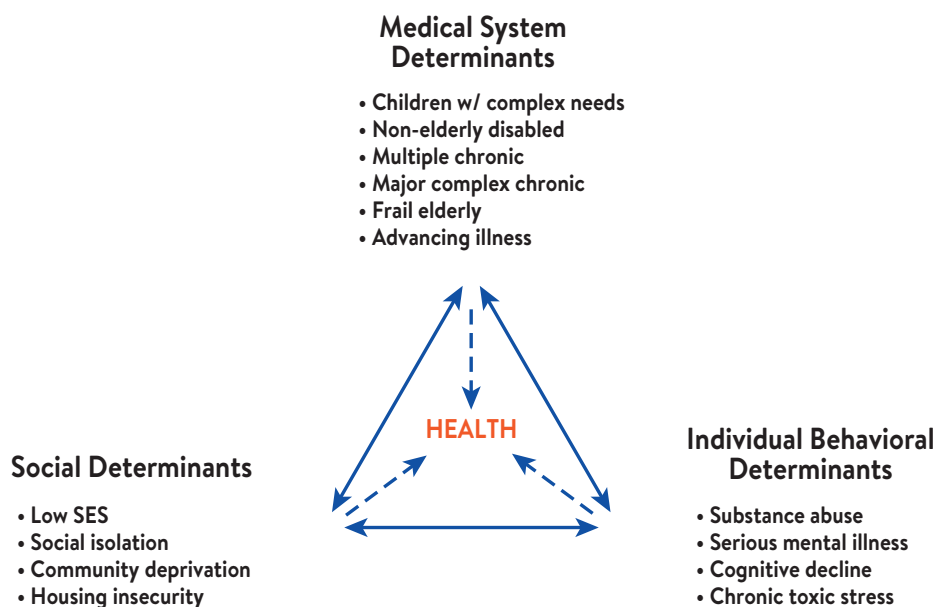 Medical System
Determinants
• Children w/ complex needs
• Non-elderly disabled
• Multiple chronic
• Major complex chronic
• Frail elderly
• Advancing illness
HEALTH
Social Determinants
• Low SES
• Social isolation
• Community deprivation
• Housing insecurity
Individual Behavioral
Determinants
• Substance abuse
• Serious mental illness
• Cognitive decline
• Chronic toxic stress